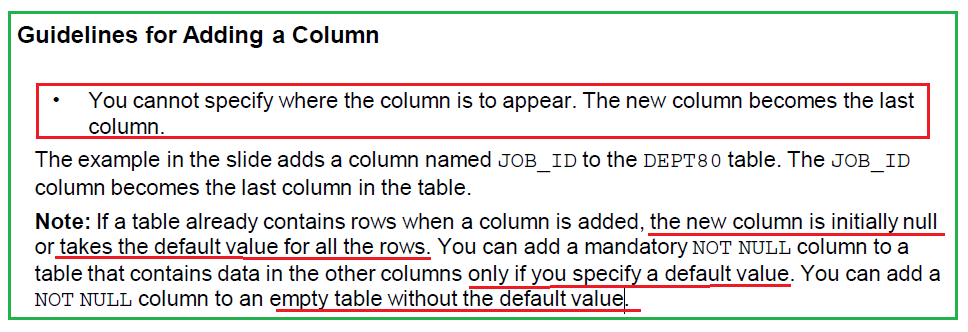 Guidelines for Adding a Column
• You cannot specify where the column is to appear. The new column becomes the last
column.
The example in the slide adds a column named JOB_ID to the DEPT80 table. The JOB_ID
column becomes the last column in the table.
Note: If a table already contains rows when a column is added, the new column is initially null
or takes the default value for all the rows. You can add a mandatory NOT NULL column to a
table that contains data in the other columns only if you specify a default value. You can add a
NOT NULL column to an empty table without the default value.